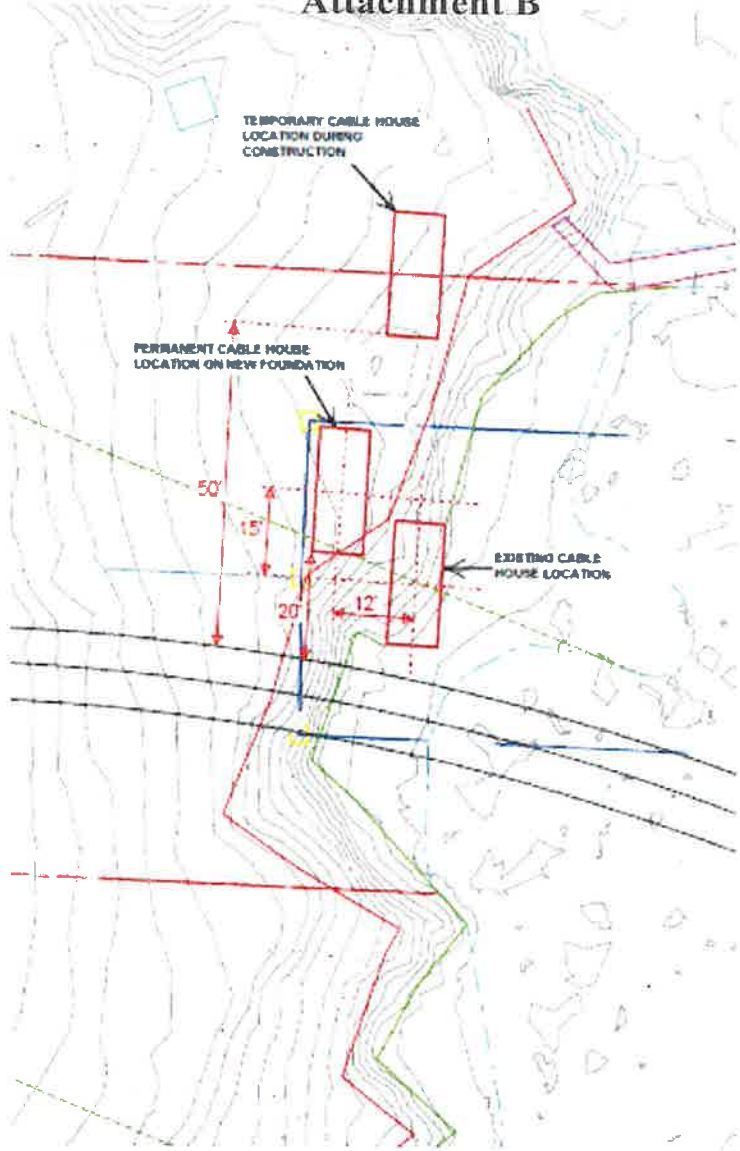 Attachment B
TEMPORARY CABLE HOUSE
LOCATION DURING
CONSTRUCTION
PERMANENT CABLE HOUSE
LOCATION ON NEW FOUNDATION
50'
15'
EXISTING CABLE
HOUSE LOCATION
20'
12'